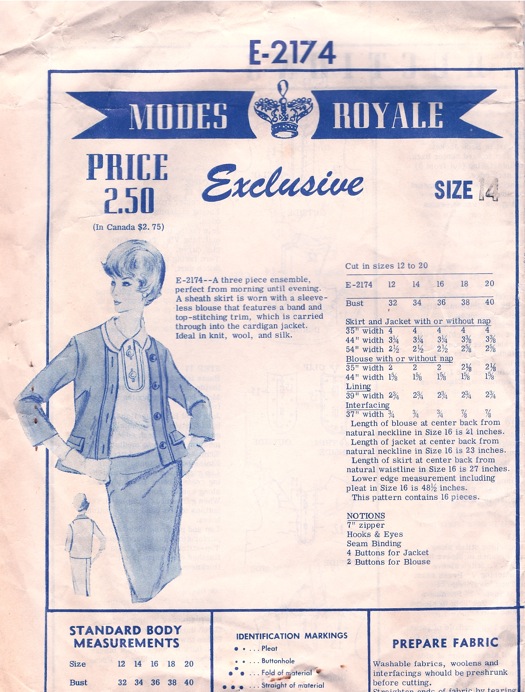 E-2174
MODES ROYALE
PRICE
2.50
(In Canada $2.75)
Exclusive
SIZE 14
E-2174--A three piece ensemble,
perfect from morning until evening.
A sheath skirt is worn with a sleeve-
less blouse that features a band and
top-stitching trim, which is carried
through into the cardigan jacket.
Ideal in knit, wool, and silk.
Cut in sizes 12 to 20
E-2174 12 14 16 18 20
Bust 32 34 36 38 40
Skirt and Jacket with or without nap
35" width 4 4 4 4 4
44" width 3¼ 3¼ 3¼ 3⅜ 3⅜
54" width 2½ 2½ 2½ 2⅝ 2⅝
Blouse with or without nap
35" width 2 2 2 2⅛ 2⅛
44" width 1⅝ 1⅝ 1⅝ 1⅝ 1⅝
Lining
39" width 2¾ 2¾ 2¾ 2¾ 2¾
Interfacing
37" width ¾ ¾ ¾ ⅞ ⅞
Length of blouse at center back from
natural neckline in Size 16 is 21 inches.
Length of jacket at center back from
natural neckline in Size 16 is 23 inches.
Length of skirt at center back from
natural waistline in Size 16 is 27 inches.
Lower edge measurement including
pleat in Size 16 is 48½ inches.
This pattern contains 16 pieces.
NOTIONS
7" zipper
Hooks & Eyes
Seam Binding
4 Buttons for Jacket
2 Buttons for Blouse
STANDARD BODY
MEASUREMENTS
Size 12 14 16 18 20
Bust 32 34 36 38 40
IDENTIFICATION MARKINGS
...Pleat
...Buttonhole
...Fold of material
...Straight of material
PREPARE FABRIC
Washable fabrics, woolens and
interfacings should be preshrunk
before cutting.
Straighten ends of fabric by tearing